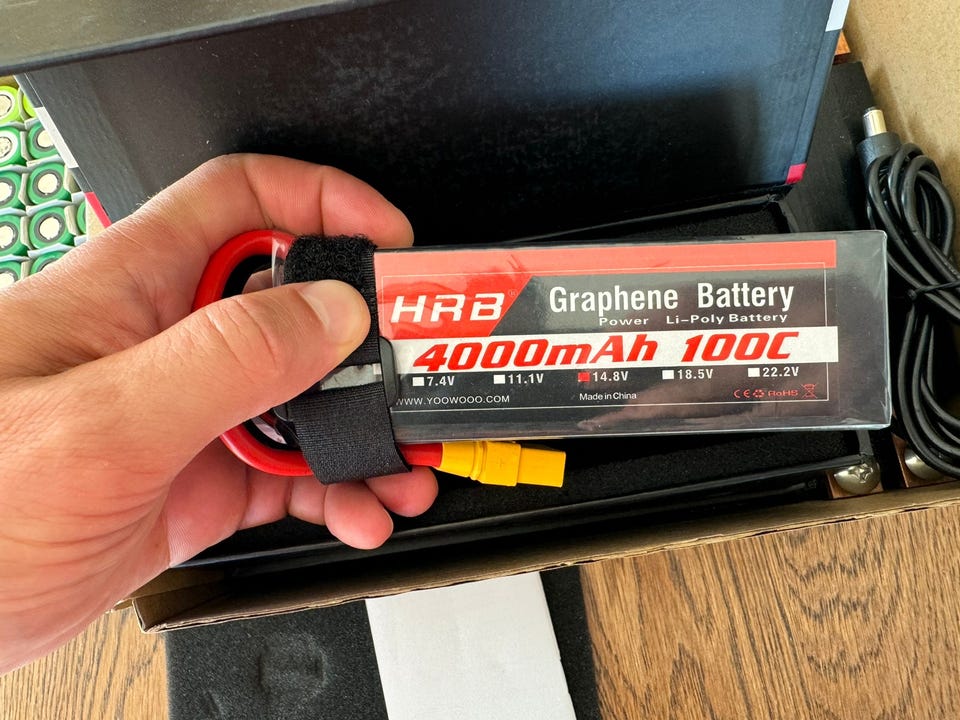 HRB® Graphene Battery
Power Li-Poly Battery
4000mAh 100C
7.4V 11.1V 14.8V 18.5V 22.2V
WWW.YOOWOOO.COM Made in China CE RoHS